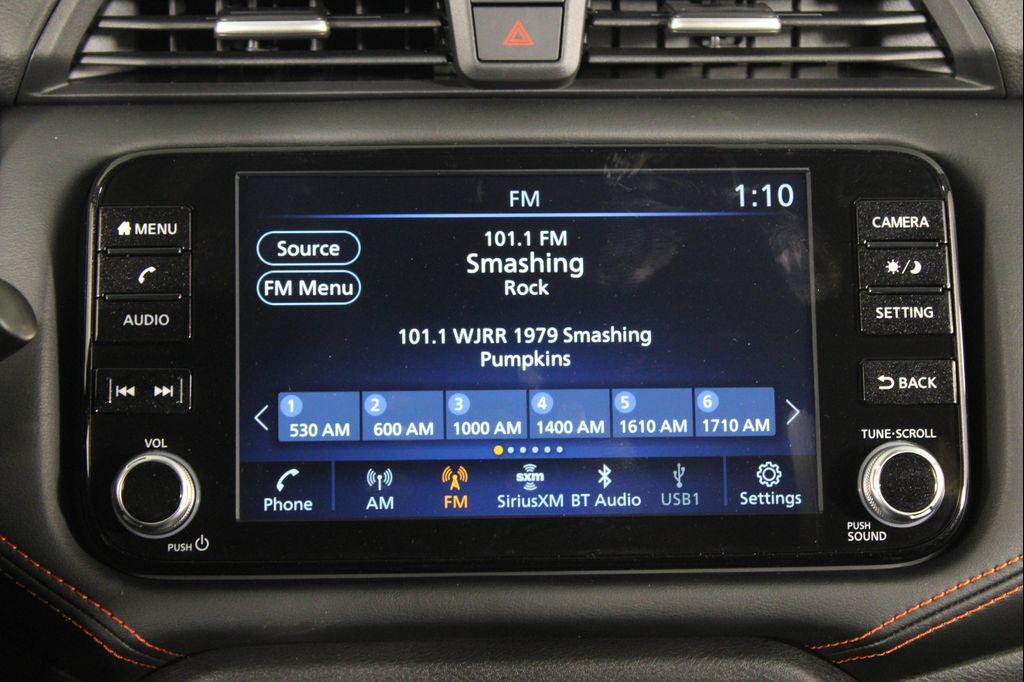 FM
1:10
MENU
AUDIO
VOL
PUSH
Source
FM Menu
101.1 FM
Smashing
Rock
101.1 WJRR 1979 Smashing
Pumpkins
1
530 AM
2
600 AM
3
1000 AM
4
1400 AM
5
1610 AM
6
1710 AM
Phone
AM
FM
sxm
SiriusXM
BT Audio
USB1
Settings
CAMERA
SETTING
BACK
TUNE·SCROLL
PUSH
SOUND